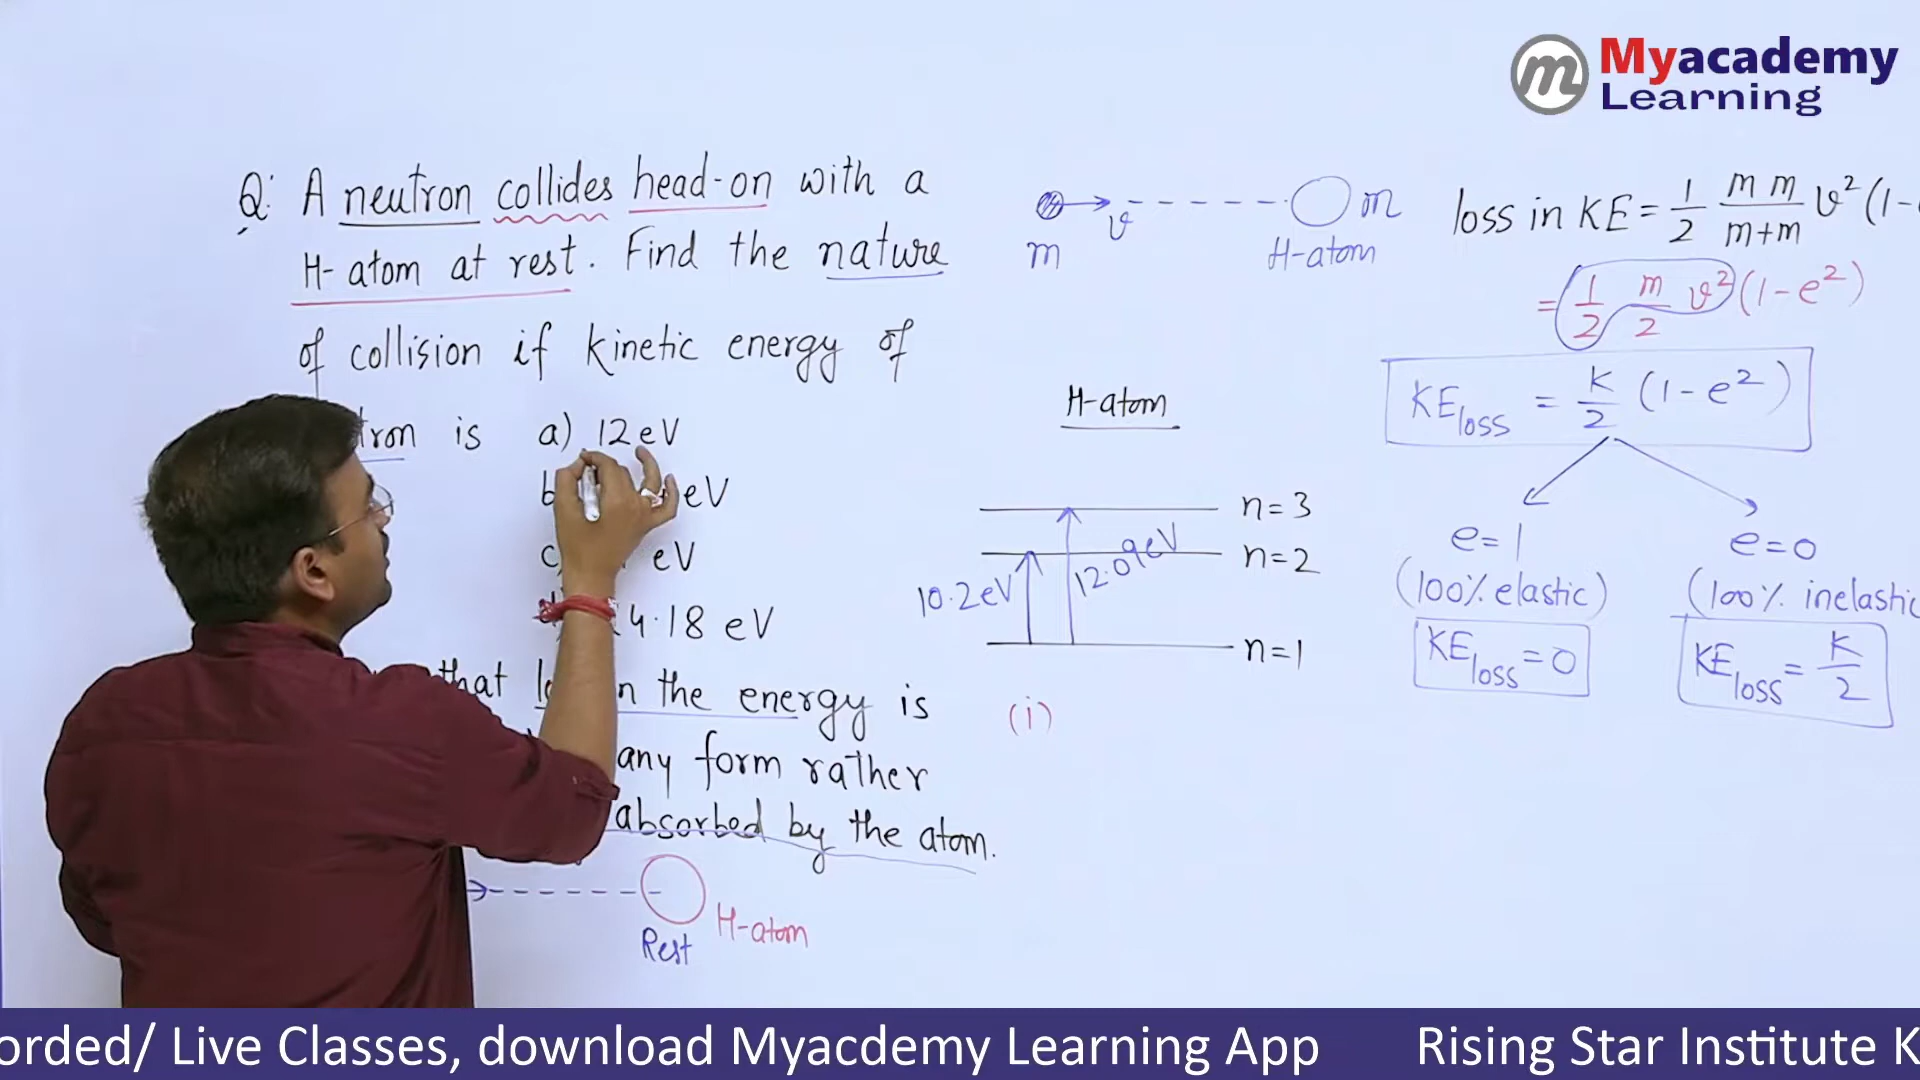 Myacademy
Learning
Q: A neutron collides head-on with a
H-atom at rest. Find the nature
of collision if kinetic energy of
tron is a) 12eV
b eV
c) eV
4.18 eV
that in the energy is
any form rather
absorbed by the atom.
Rest
H-atom
m
v
H-atom
m
loss in KE = 1/2 m m/m+m v² (1-
= 1/2 m/2 v² (1-e²)
KEloss = K/2 (1-e²)
e=1
(100% elastic)
KEloss = 0
e=0
(100% inelastic
KEloss = K/2
H-atom
n=3
n=2
n=1
10.2eV
12.09eV
(i)
orded/ Live Classes, download Myacdemy Learning App Rising Star Institute K